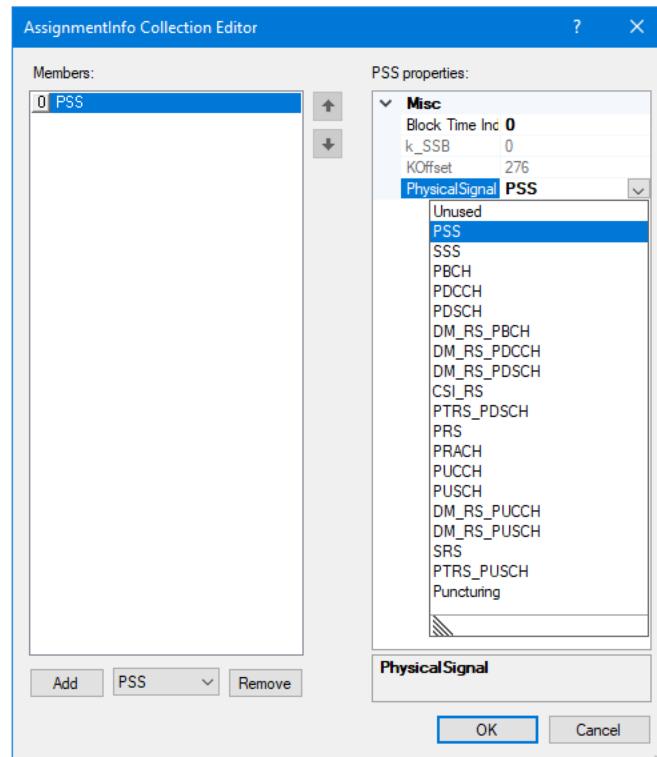 AssignmentInfo Collection Editor ? ×
Members:
0 PSS
Add PSS Remove
PSS properties:
Misc
Block Time Ind 0
k_SSB 0
KOffset 276
PhysicalSignal PSS
Unused
PSS
SSS
PBCH
PDCCH
PDSCH
DM_RS_PBCH
DM_RS_PDCCH
DM_RS_PDSCH
CSI_RS
PTRS_PDSCH
PRS
PRACH
PUCCH
PUSCH
DM_RS_PUCCH
DM_RS_PUSCH
SRS
PTRS_PUSCH
Puncturing
PhysicalSignal
OK Cancel